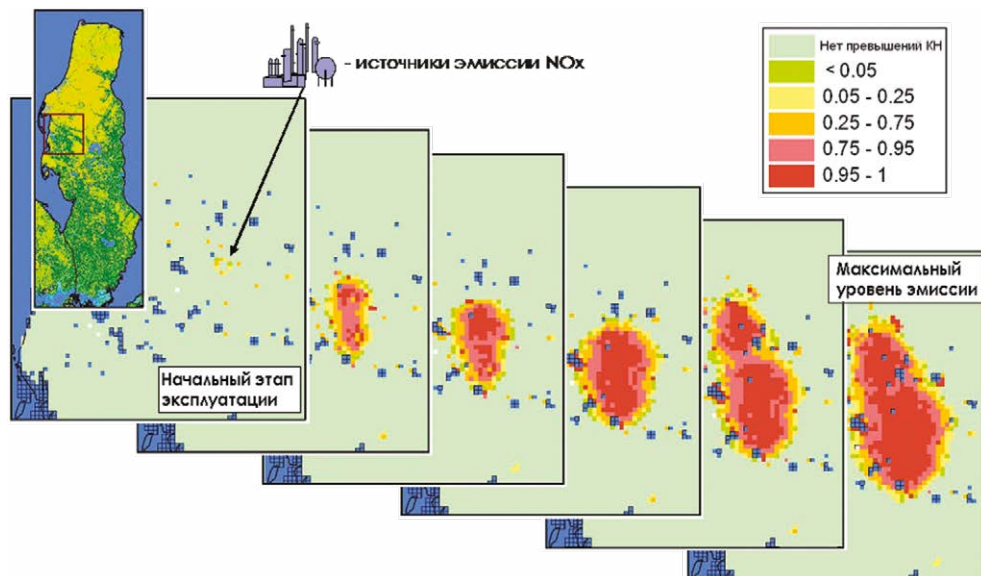 - источники эмиссии NOx
Нет превышений КН
< 0.05
0.05 - 0.25
0.25 - 0.75
0.75 - 0.95
0.95 - 1
Начальный этап
эксплуатации
Максимальный
уровень эмиссии